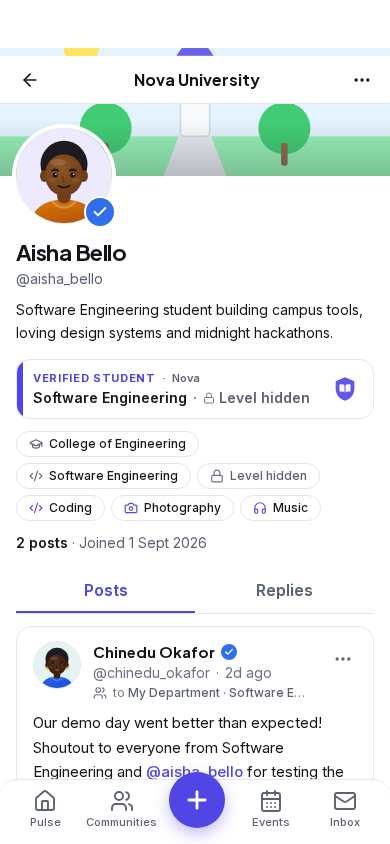 Nova University
Aisha Bello
@aisha_bello
Software Engineering student building campus tools,
loving design systems and midnight hackathons.
VERIFIED STUDENT · Nova
Software Engineering · Level hidden
College of Engineering
Software Engineering Level hidden
Coding Photography Music
2 posts · Joined 1 Sept 2026
Posts Replies
Chinedu Okafor
@chinedu_okafor · 2d ago
to My Department · Software E…
Our demo day went better than expected!
Shoutout to everyone from Software
Engineering and @aisha_bello for testing the
Pulse Communities Events Inbox